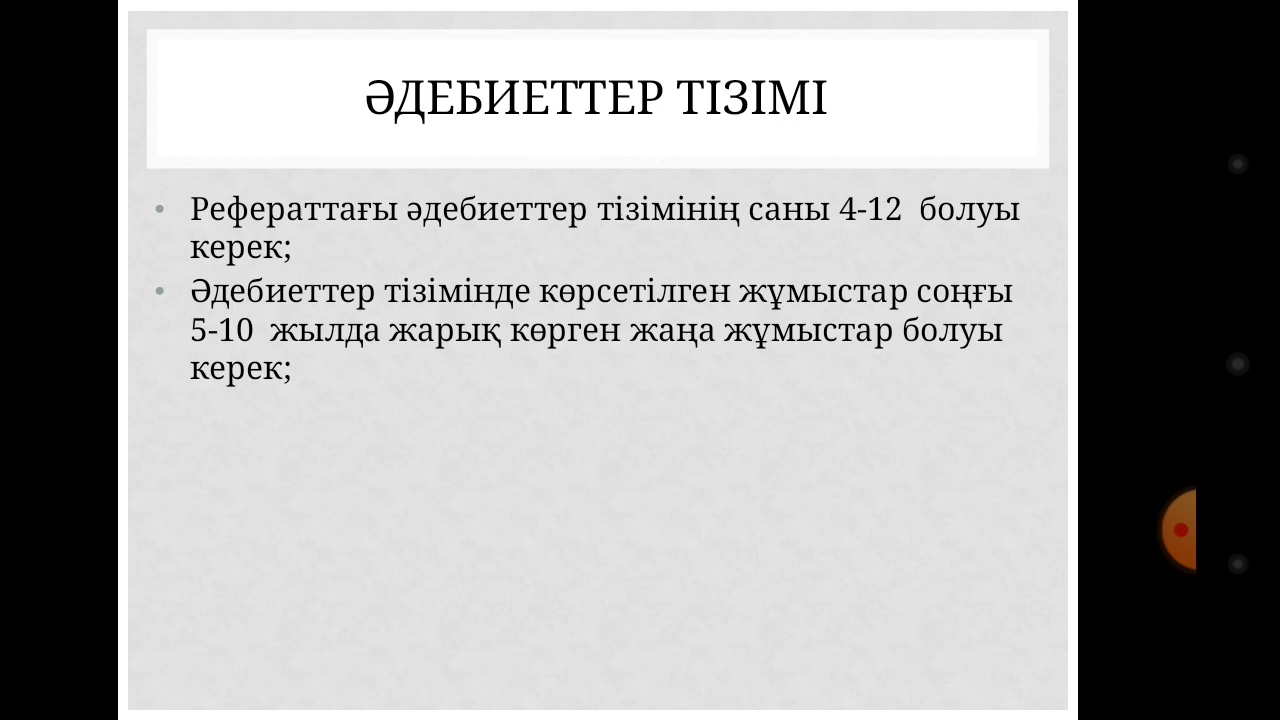 ӘДЕБИЕТТЕР ТІЗІМІ
• Рефераттағы әдебиеттер тізімінің саны 4-12  болуы
керек;
• Әдебиеттер тізімінде көрсетілген жұмыстар соңғы
5-10  жылда жарық көрген жаңа жұмыстар болуы
керек;